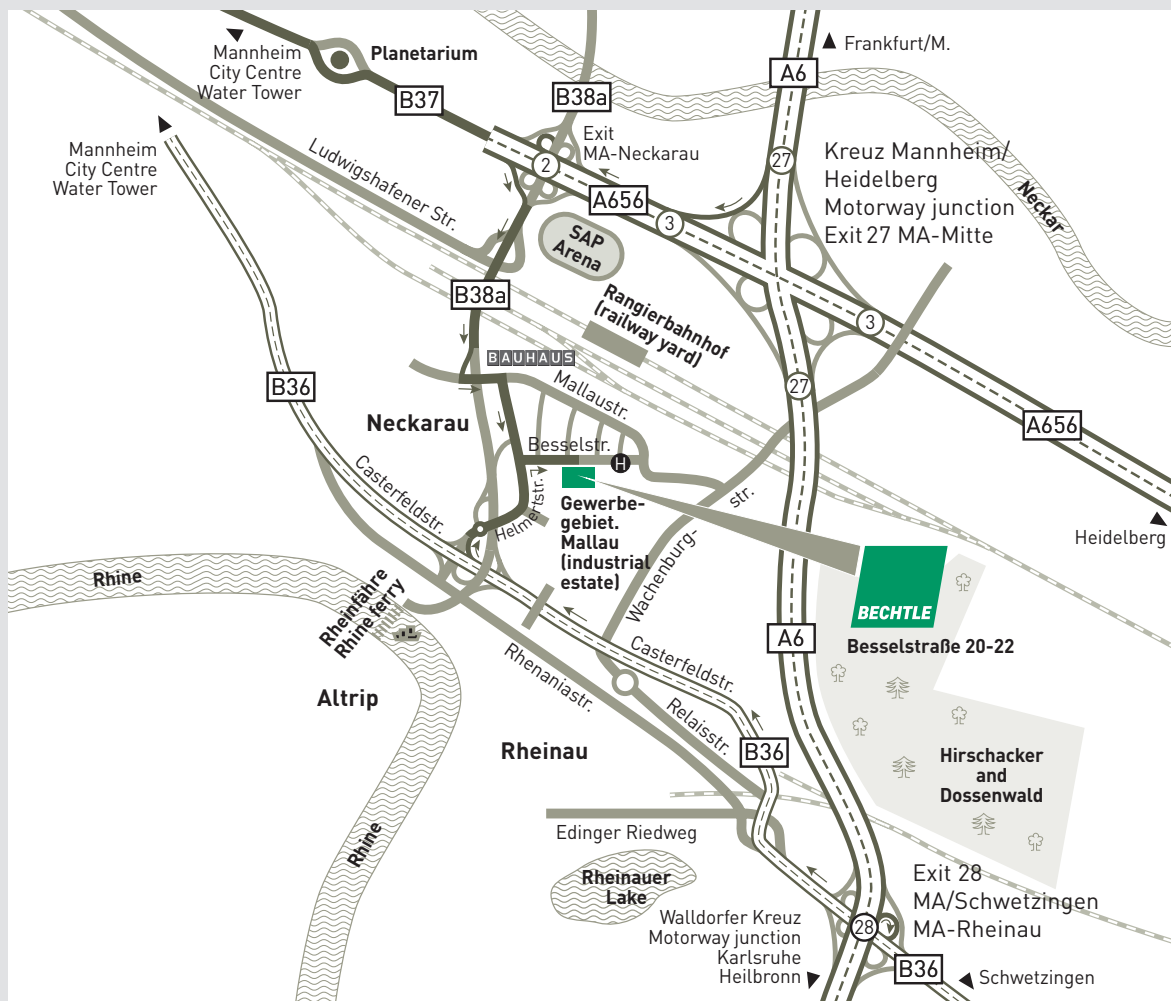 Mannheim
City Centre
Water Tower
Planetarium
B37
B38a
A6
Frankfurt/M.
Mannheim
City Centre
Water Tower
Ludwigshafener Str.
Exit
MA-Neckarau
2
A656
3
27
Kreuz Mannheim/
Heidelberg
Motorway junction
Exit 27 MA-Mitte
Neckar
SAP
Arena
B38a
Rangierbahnhof
(railway yard)
3
BAUHAUS
B36
27
Mallaustr.
A656
Neckarau
Besselstr.
H
Casterfeldstr.
Helmertstr.
Gewerbe-
gebiet.
Mallau
(industrial
estate)
Wachenburg-
str.
Heidelberg
Rhine
Rheinfähre
Rhine ferry
BECHTLE
Besselstraße 20-22
A6
Altrip
Rhenaniastr.
Casterfeldstr.
Relaisstr.
Rheinau
B36
Hirschacker
and
Dossenwald
Edinger Riedweg
Rhine
Rheinauer
Lake
Exit 28
MA/Schwetzingen
MA-Rheinau
Walldorfer Kreuz
Motorway junction
Karlsruhe
Heilbronn
28
B36
Schwetzingen